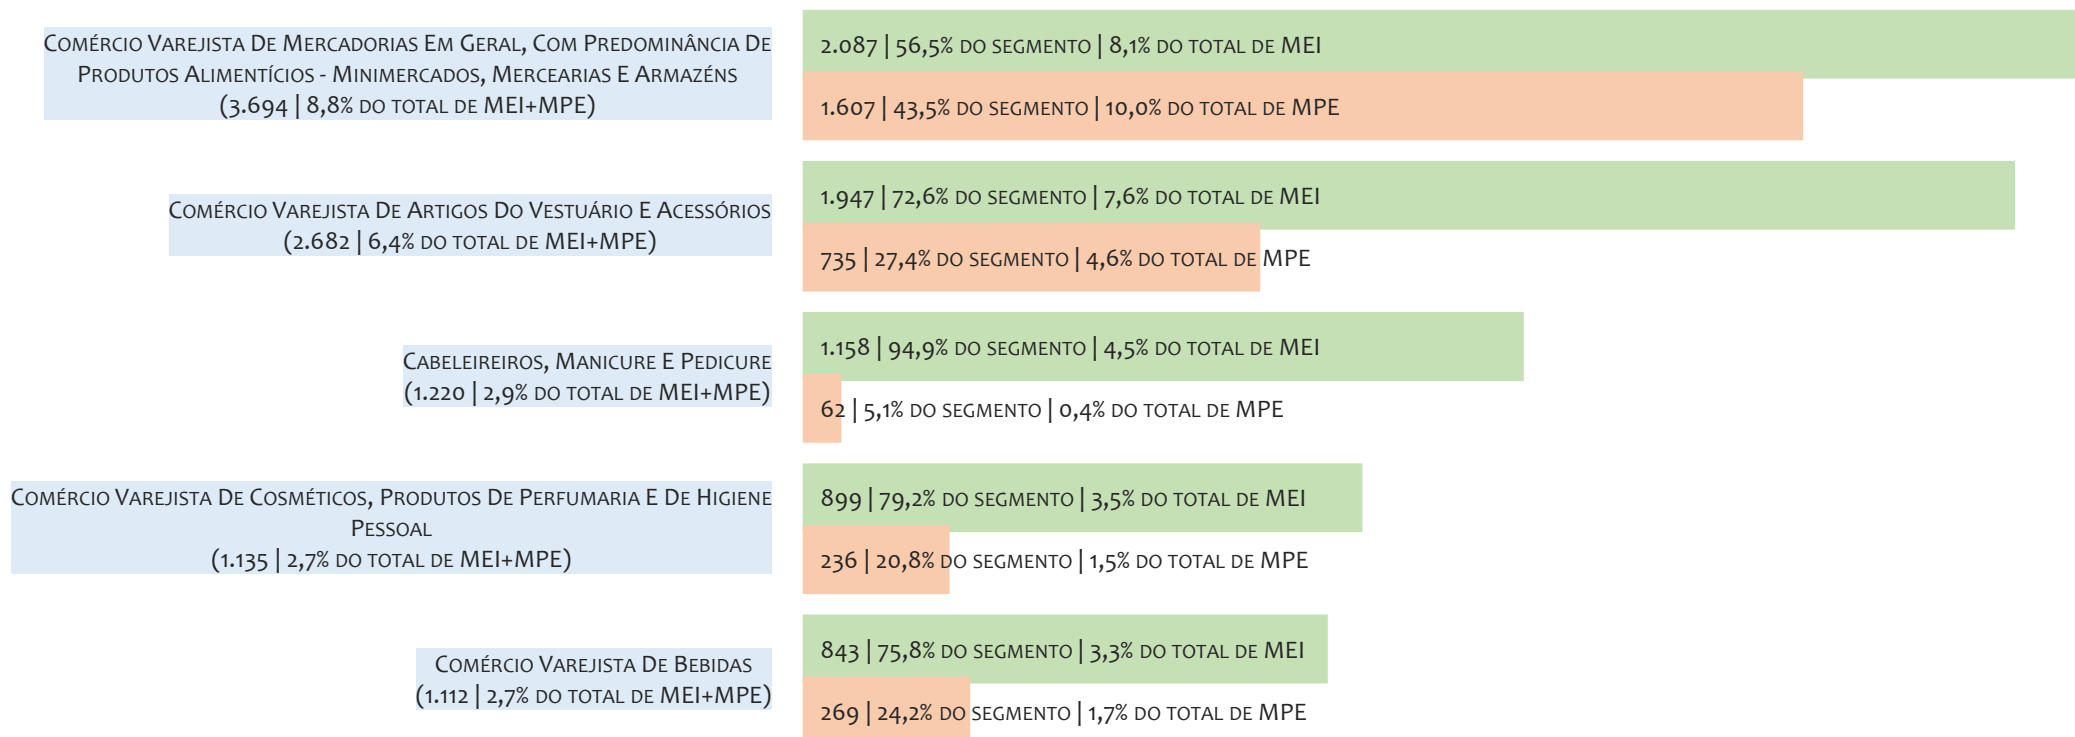 Comércio Varejista De Mercadorias Em Geral, Com Predominância De
Produtos Alimentícios - Minimercados, Mercearias E Armazéns
(3.694 | 8,8% do total de MEI+MPE)
2.087 | 56,5% do segmento | 8,1% do total de MEI
1.607 | 43,5% do segmento | 10,0% do total de MPE
Comércio Varejista De Artigos Do Vestuário E Acessórios
(2.682 | 6,4% do total de MEI+MPE)
1.947 | 72,6% do segmento | 7,6% do total de MEI
735 | 27,4% do segmento | 4,6% do total de MPE
Cabeleireiros, Manicure E Pedicure
(1.220 | 2,9% do total de MEI+MPE)
1.158 | 94,9% do segmento | 4,5% do total de MEI
62 | 5,1% do segmento | 0,4% do total de MPE
Comércio Varejista De Cosméticos, Produtos De Perfumaria E De Higiene
Pessoal
(1.135 | 2,7% do total de MEI+MPE)
899 | 79,2% do segmento | 3,5% do total de MEI
236 | 20,8% do segmento | 1,5% do total de MPE
Comércio Varejista De Bebidas
(1.112 | 2,7% do total de MEI+MPE)
843 | 75,8% do segmento | 3,3% do total de MEI
269 | 24,2% do segmento | 1,7% do total de MPE